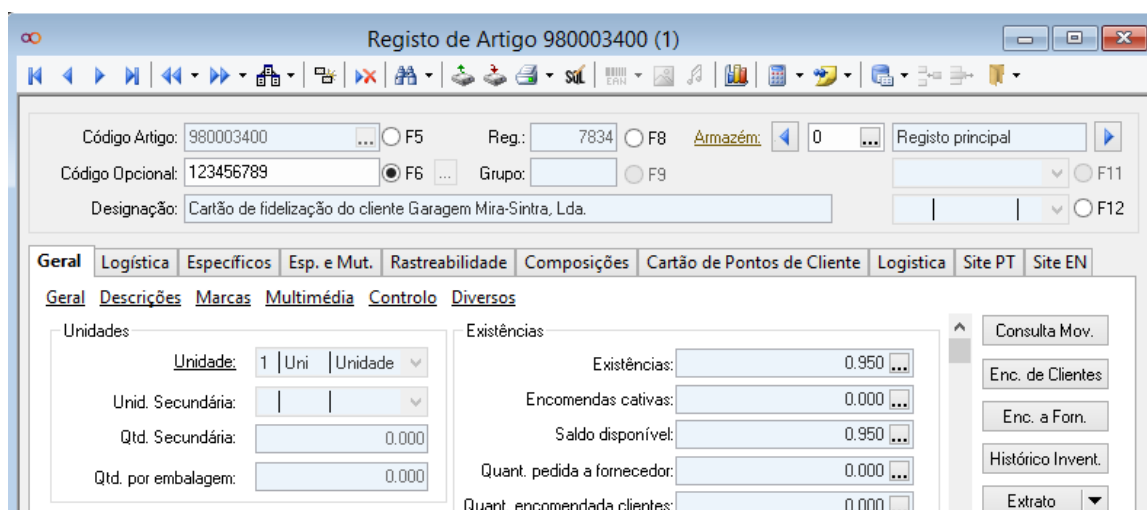 Registo de Artigo 980003400 (1)
sql EAN
Código Artigo: 980003400 ... F5 Reg.: 7834 F8 Armazém: 0 ... Registo principal
Código Opcional: 123456789 F6 ... Grupo: F9 F11
Designação: Cartão de fidelização do cliente Garagem Mira-Sintra, Lda. F12
Geral Logística Específicos Esp. e Mut. Rastreabilidade Composições Cartão de Pontos de Cliente Logistica Site PT Site EN
Geral Descrições Marcas Multimédia Controlo Diversos
Unidades Existências Consulta Mov.
Unidade: 1 Uni Unidade Existências: 0.950 ... Enc. de Clientes
Unid. Secundária: Encomendas cativas: 0.000 ... Enc. a Forn.
Qtd. Secundária: 0.000 Saldo disponível: 0.950 ... Histórico Invent.
Qtd. por embalagem: 0.000 Quant. pedida a fornecedor: 0.000 ... Extrato
Quant. encomendada clientes: 0.000